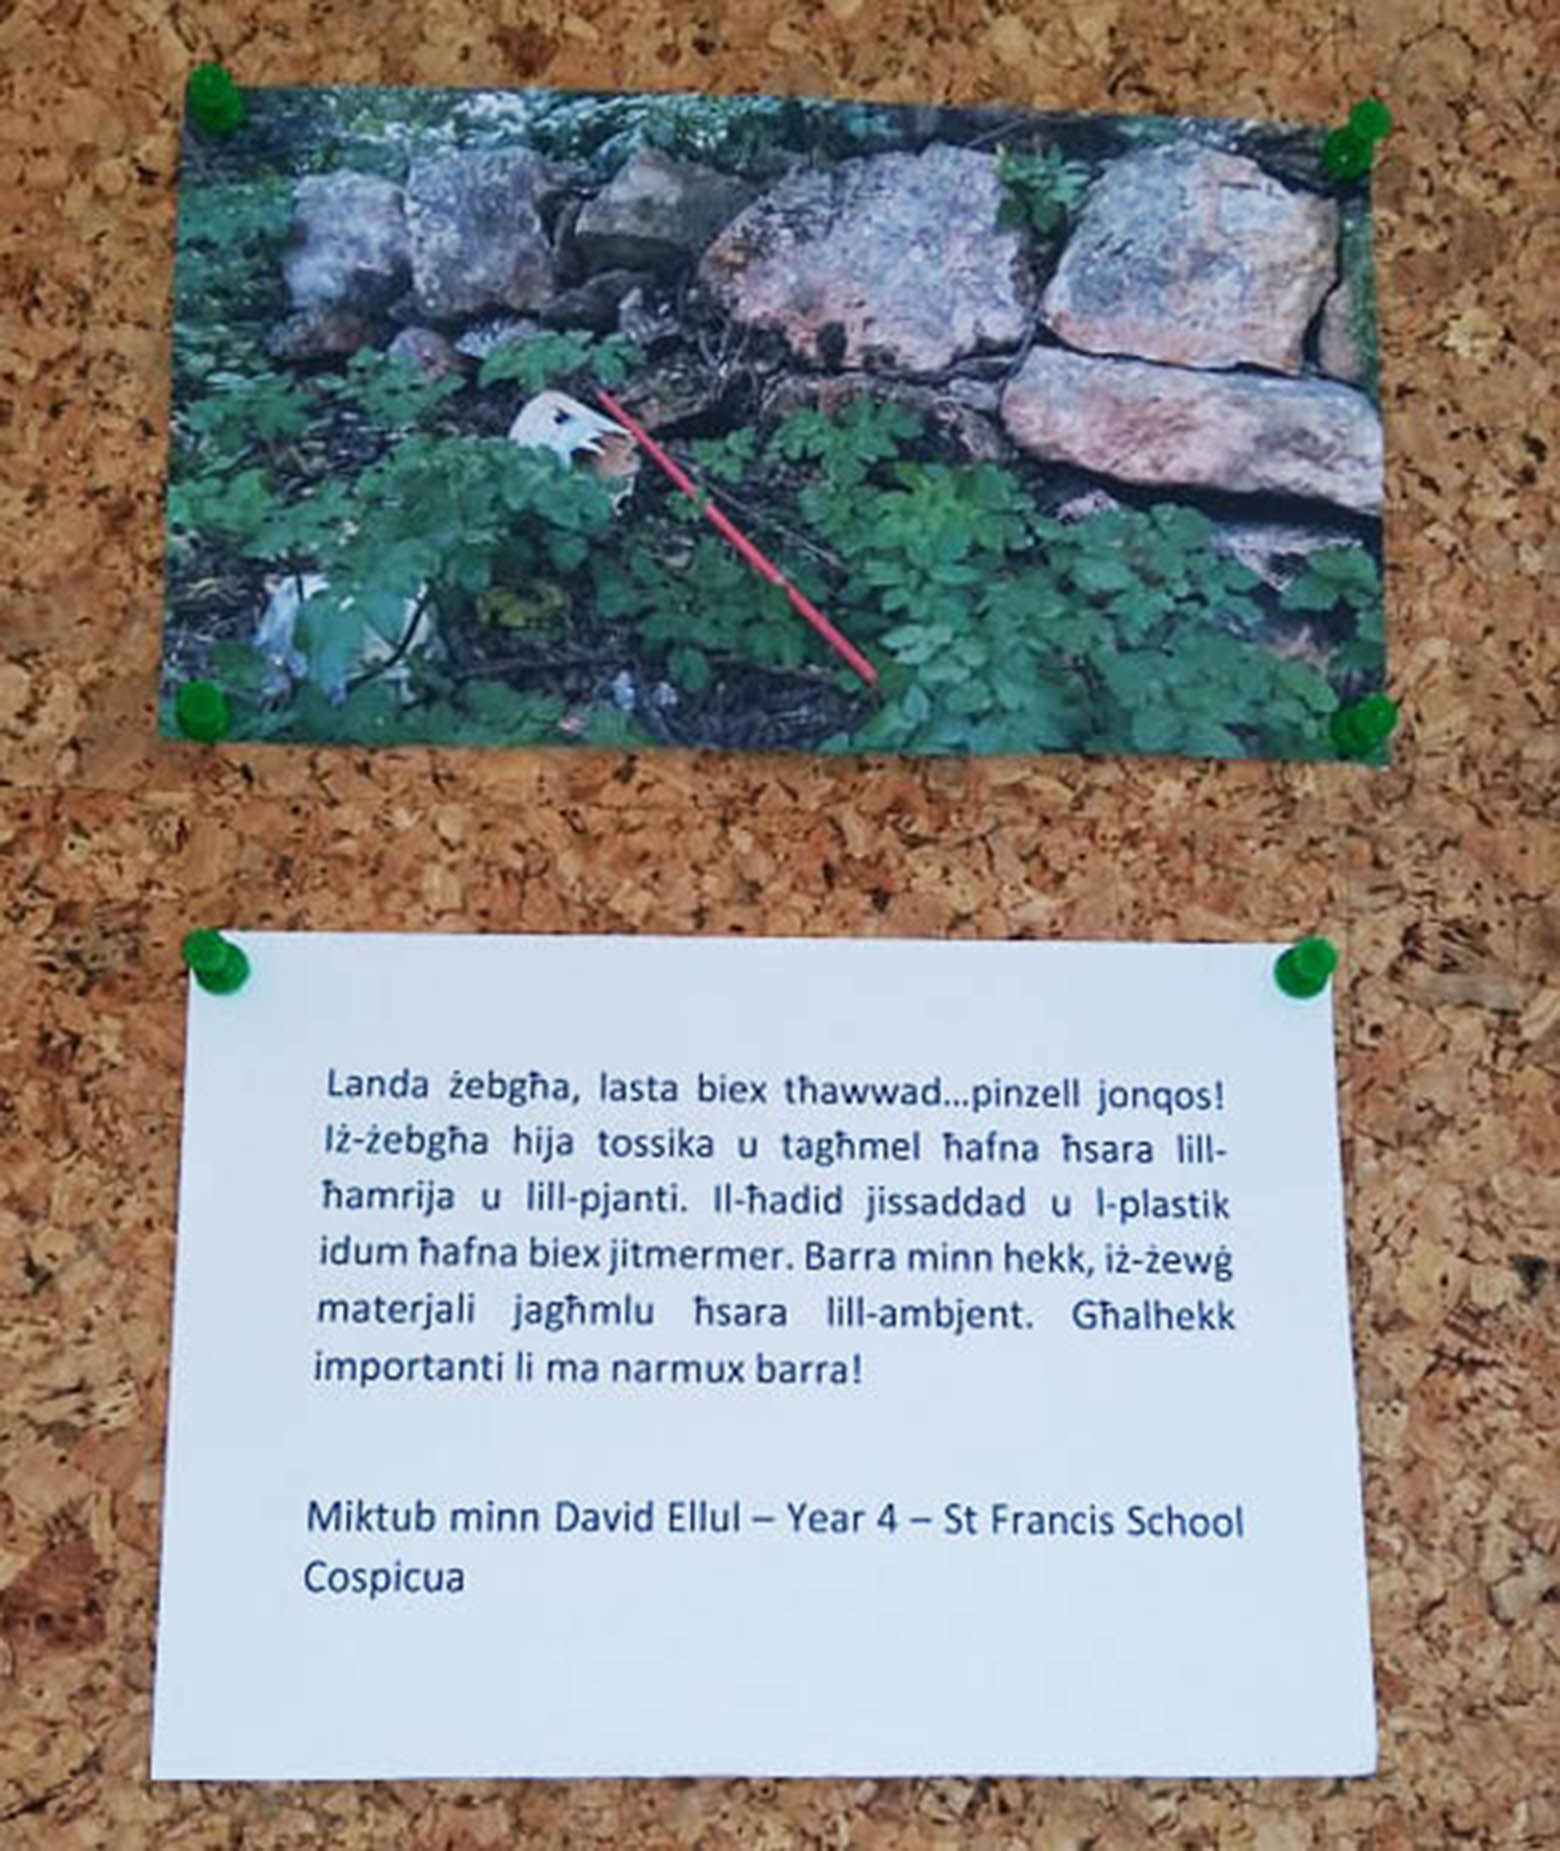 Landa żebgħa, lasta biex tħawwad...pinzell jonqos!
Iż-żebgħa hija tossika u tagħmel ħafna ħsara lill-
ħamrija u lill-pjanti. Il-ħadid jissaddad u l-plastik
idum ħafna biex jitmermer. Barra minn hekk, iż-żewġ
materjali jagħmlu ħsara lill-ambjent. Għalhekk
importanti li ma narmux barra!
Miktub minn David Ellul – Year 4 – St Francis School
Cospicua